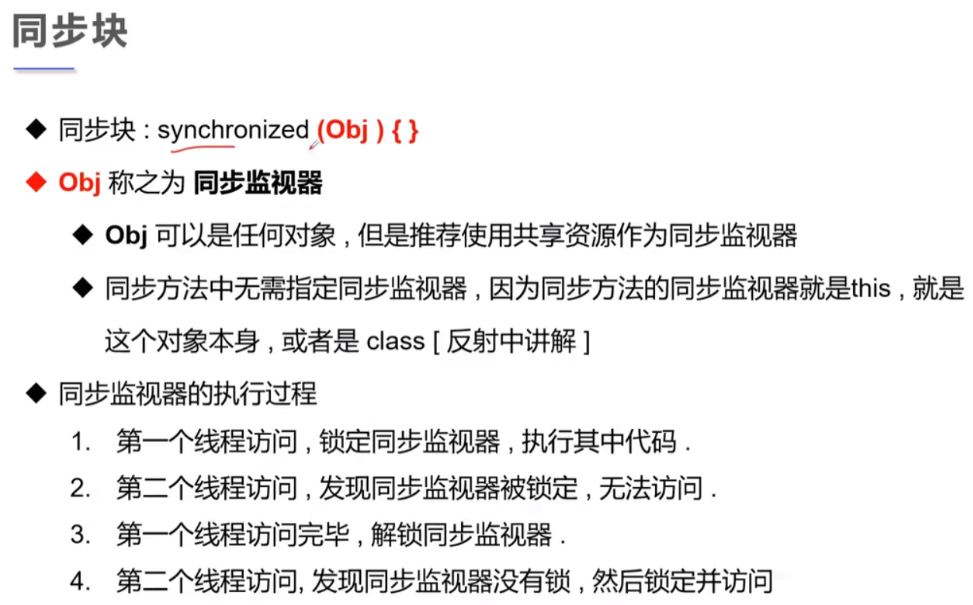 同步块
同步块 : synchronized (Obj ) { }
Obj 称之为 同步监视器
Obj 可以是任何对象 , 但是推荐使用共享资源作为同步监视器
同步方法中无需指定同步监视器 , 因为同步方法的同步监视器就是this , 就是
这个对象本身 , 或者是 class [ 反射中讲解 ]
同步监视器的执行过程
1. 第一个线程访问 , 锁定同步监视器 , 执行其中代码 .
2. 第二个线程访问 , 发现同步监视器被锁定 , 无法访问 .
3. 第一个线程访问完毕 , 解锁同步监视器 .
4. 第二个线程访问, 发现同步监视器没有锁 , 然后锁定并访问